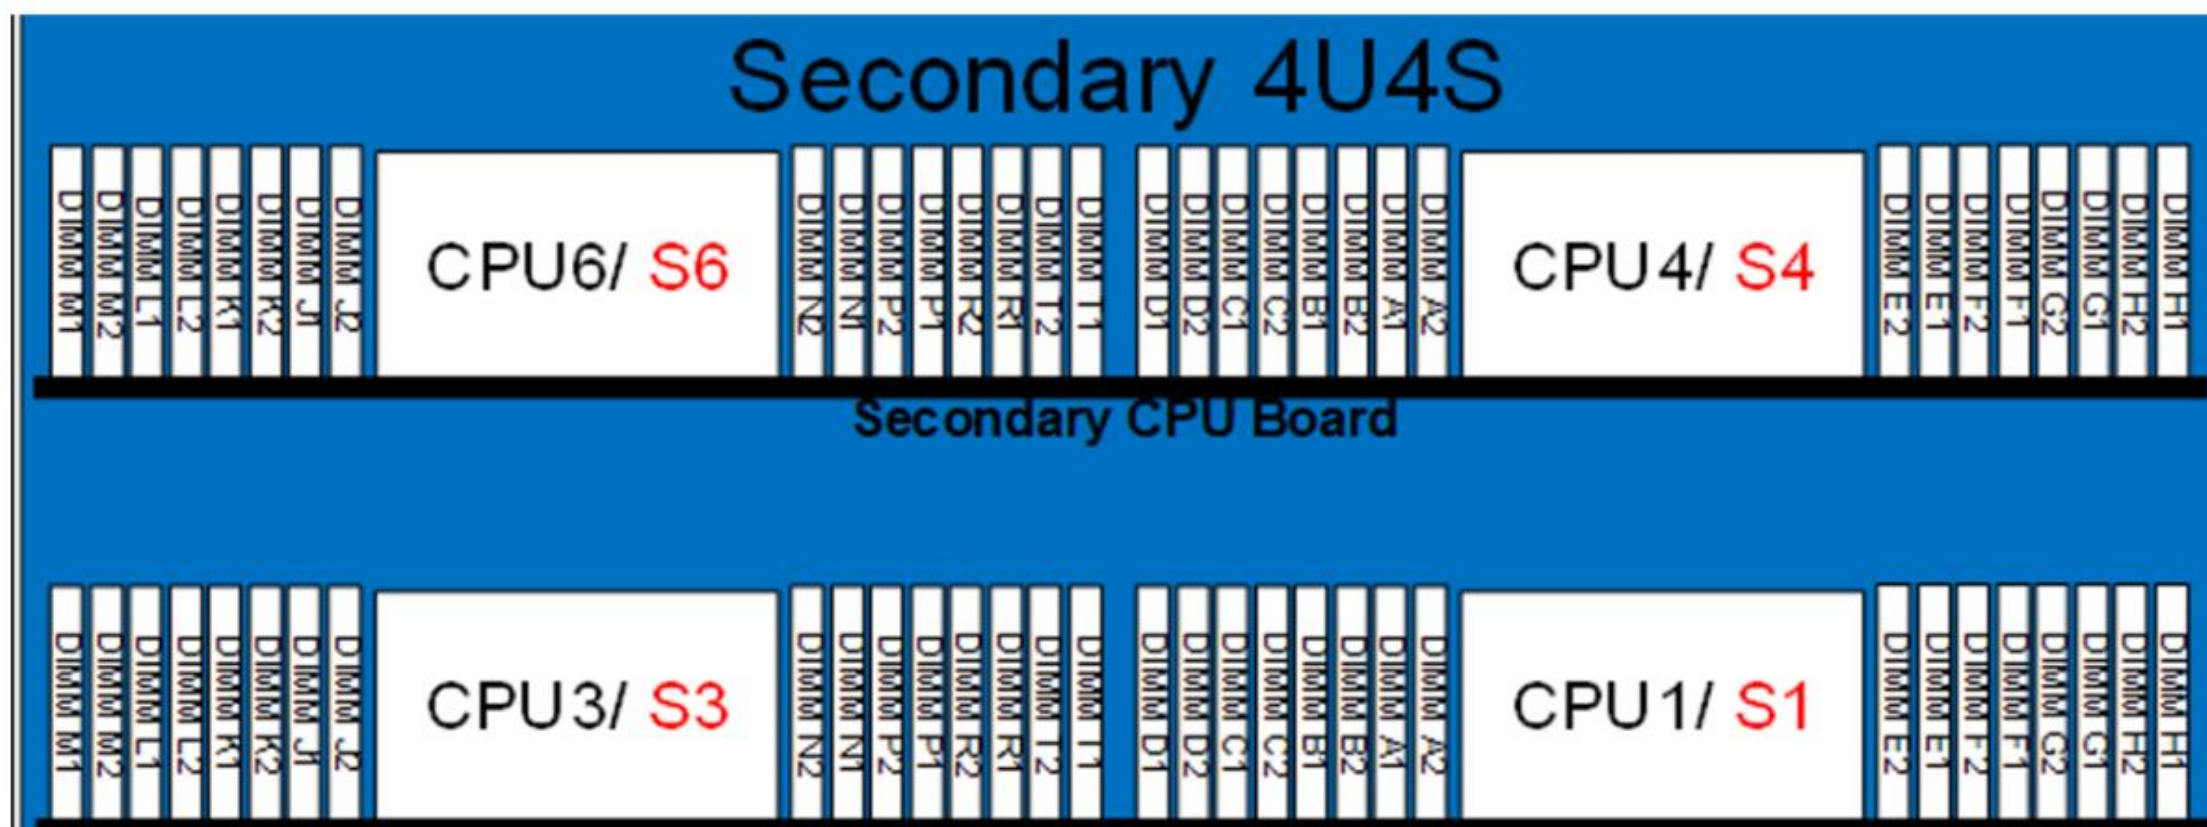 Secondary 4U4S
DIMM M1
DIMM M2
DIMM L1
DIMM L2
DIMM K1
DIMM K2
DIMM J1
DIMM J2
CPU6/ S6
DIMM N2
DIMM N1
DIMM P2
DIMM P1
DIMM R2
DIMM R1
DIMM T2
DIMM T1
DIMM D1
DIMM D2
DIMM C1
DIMM C2
DIMM B1
DIMM B2
DIMM A1
DIMM A2
CPU4/ S4
DIMM E2
DIMM E1
DIMM F2
DIMM F1
DIMM G2
DIMM G1
DIMM H2
DIMM H1
Secondary CPU Board
DIMM M1
DIMM M2
DIMM L1
DIMM L2
DIMM K1
DIMM K2
DIMM J1
DIMM J2
CPU3/ S3
DIMM N2
DIMM N1
DIMM P2
DIMM P1
DIMM R2
DIMM R1
DIMM T2
DIMM T1
DIMM D1
DIMM D2
DIMM C1
DIMM C2
DIMM B1
DIMM B2
DIMM A1
DIMM A2
CPU1/ S1
DIMM E2
DIMM E1
DIMM F2
DIMM F1
DIMM G2
DIMM G1
DIMM H2
DIMM H1